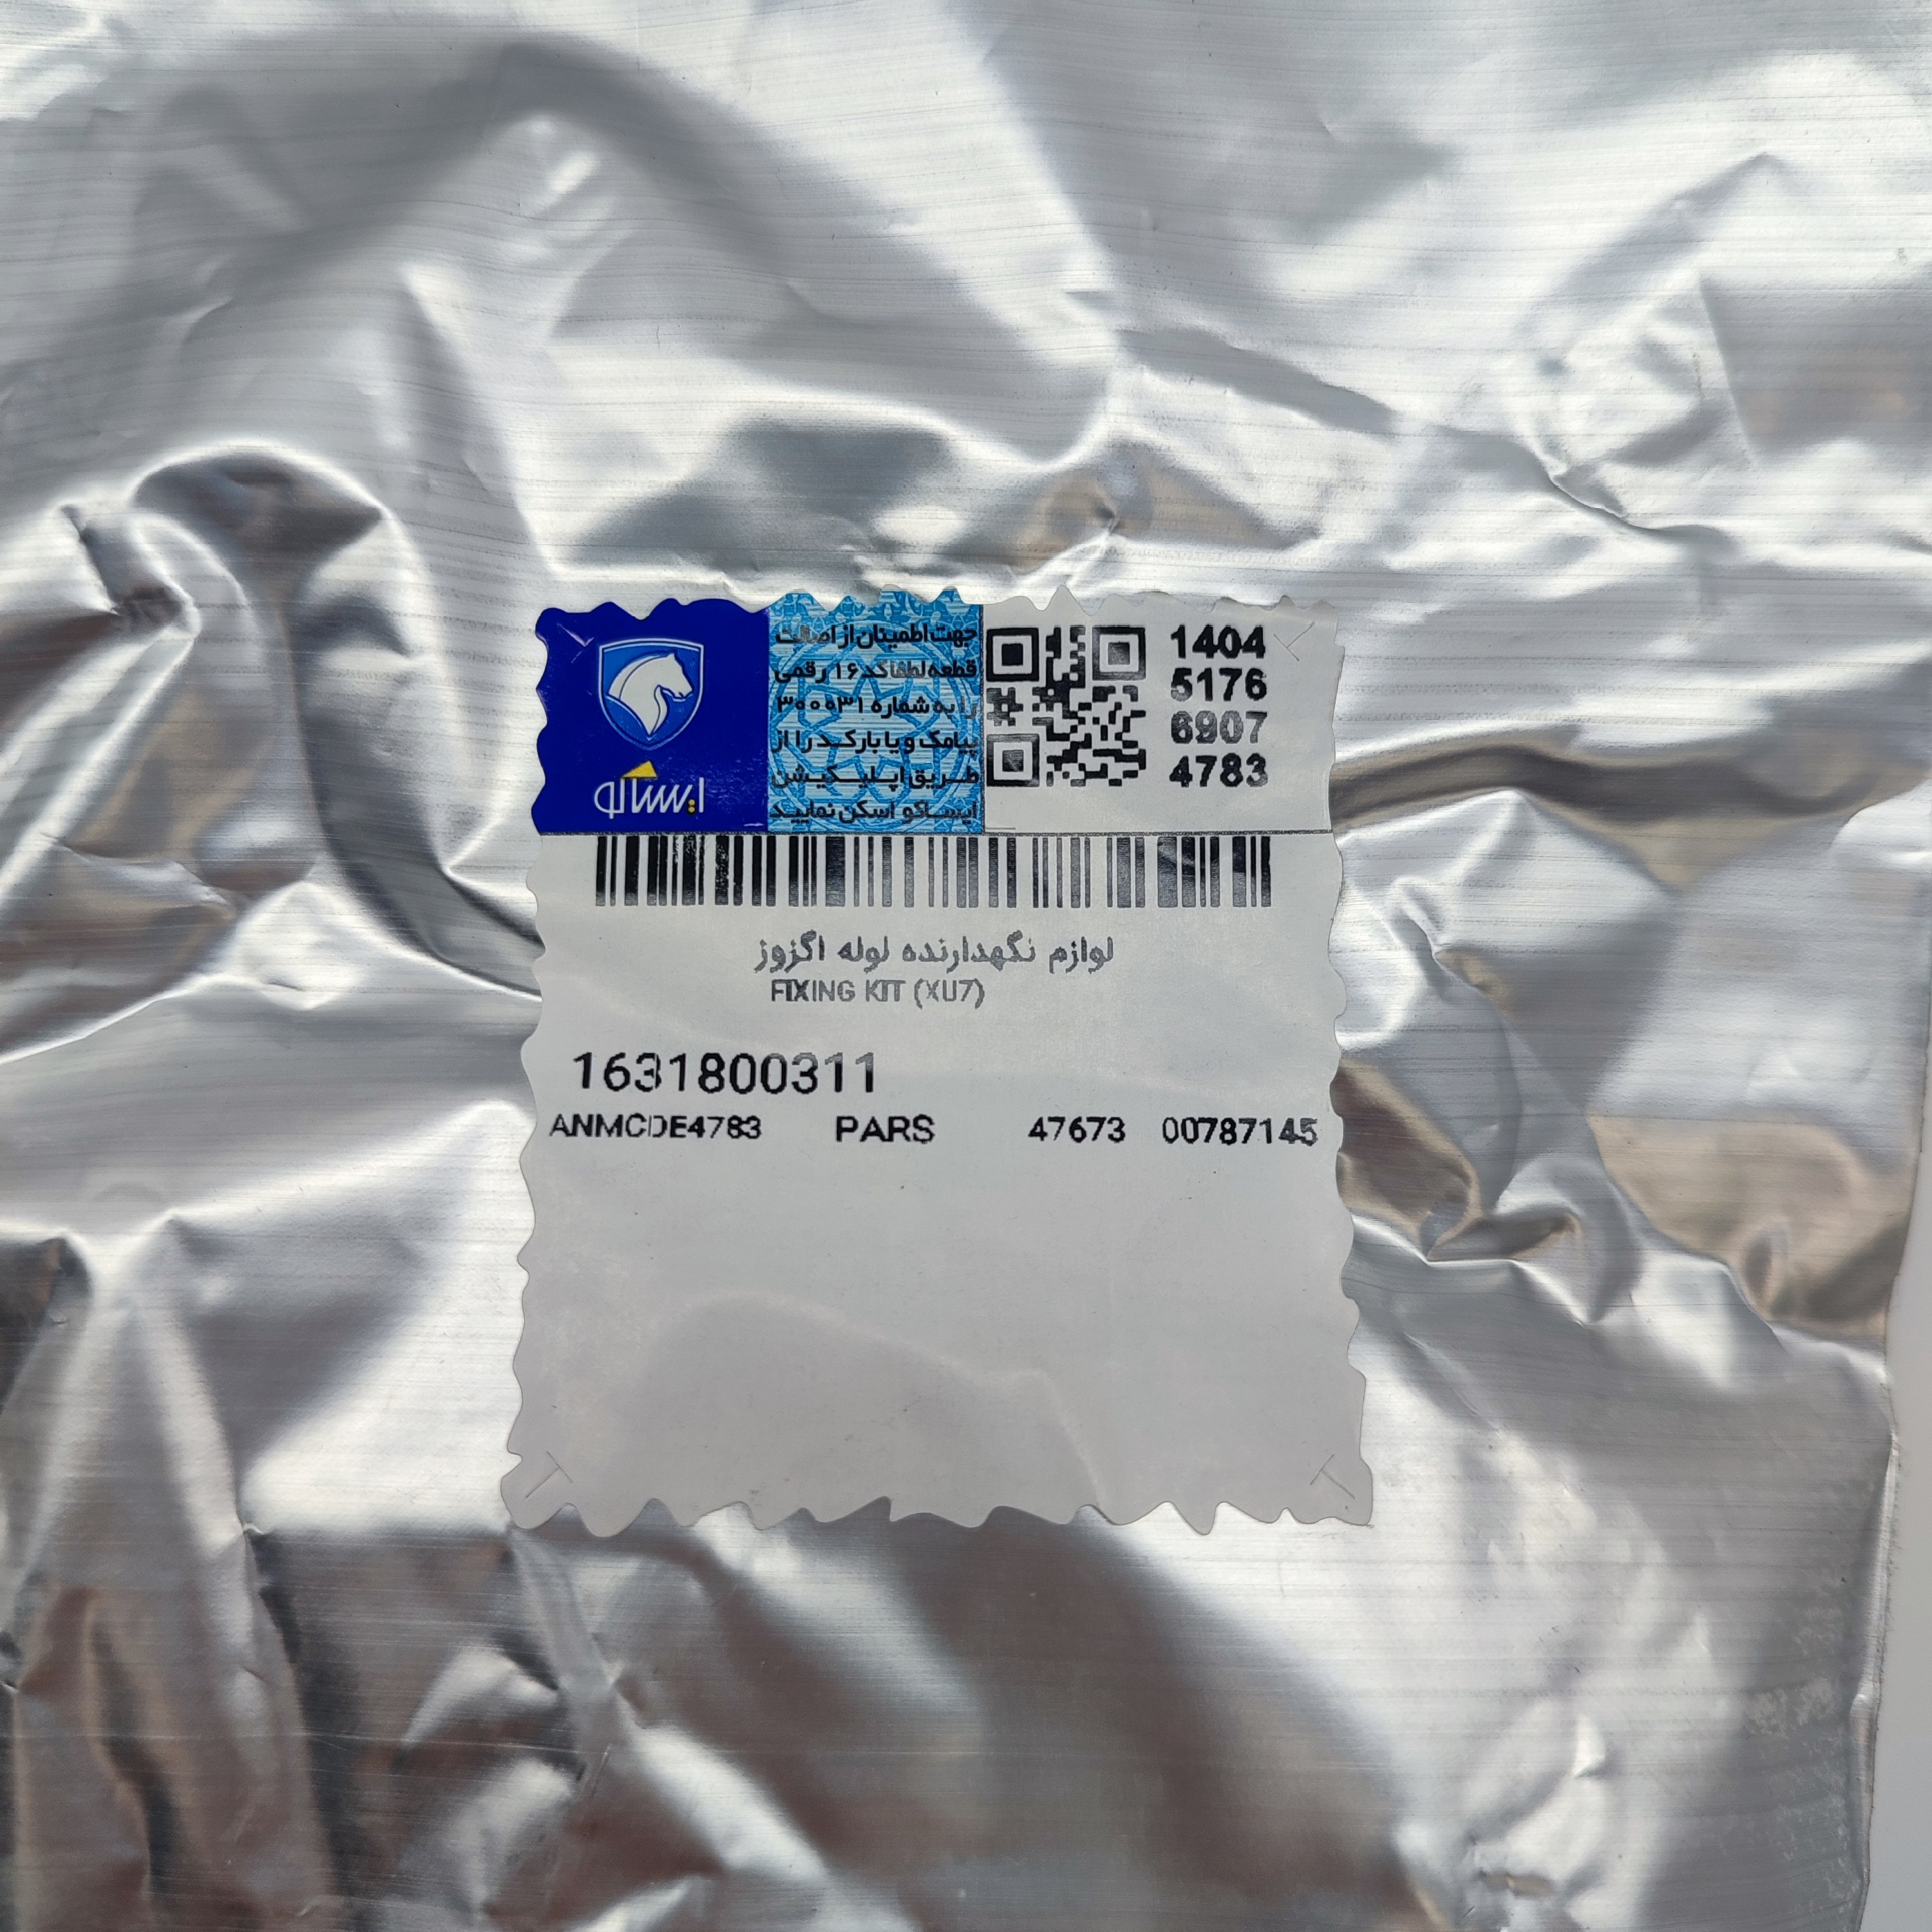 ایساکو
جهت اطمینان از اصالت
قطعه لطفا کد ۱۶ رقمی
را به شماره ۳۰۰۰۳۱
پیامک و یا بارکد را از
طریق اپلیکیشن
ایساکو اسکن نمایید
1404
5176
6907
4783
لوازم نگهدارنده لوله اگزوز
FIXING KIT (XU7)
1631800311
ANMCDE4783 PARS 47673 00787145